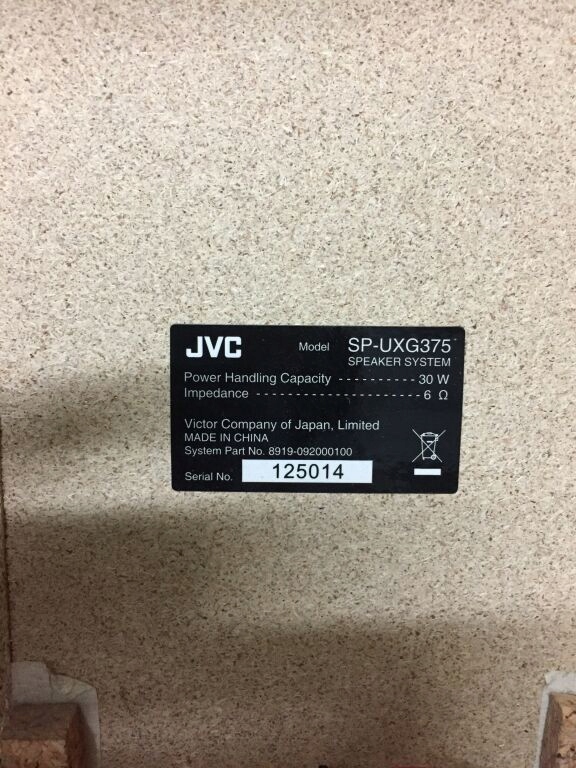 JVC Model SP-UXG375
SPEAKER SYSTEM
Power Handling Capacity ----------- 30 W
Impedance ------------------------ 6 Ω
Victor Company of Japan, Limited
MADE IN CHINA
System Part No. 8919-092000100
Serial No. 125014